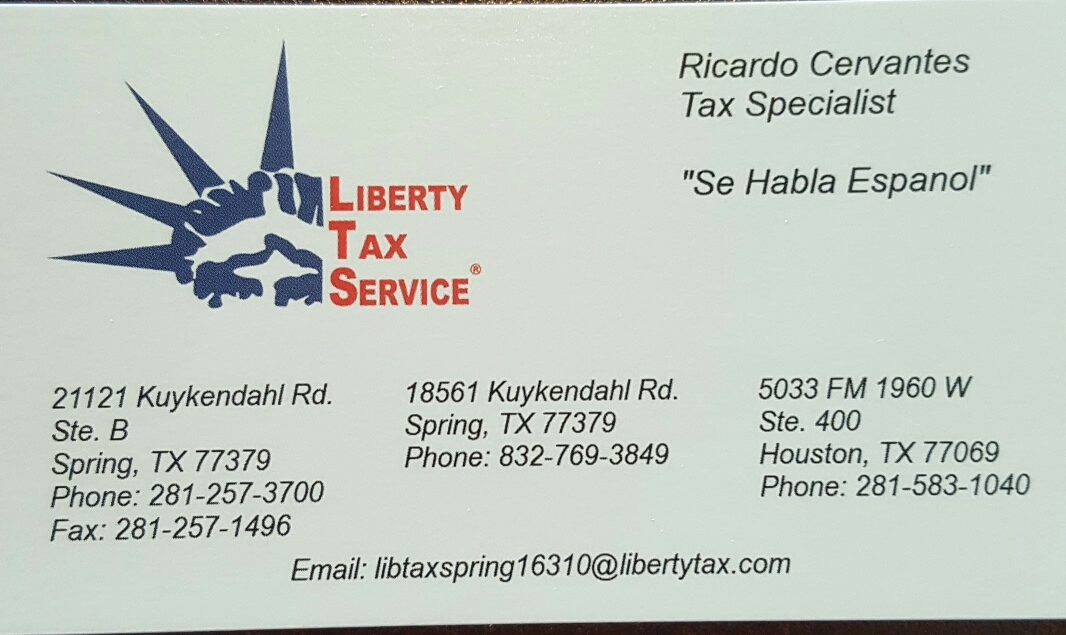 Ricardo Cervantes
Tax Specialist
"Se Habla Espanol"
LIBERTY
TAX
SERVICE®
21121 Kuykendahl Rd.
Ste. B
Spring, TX 77379
Phone: 281-257-3700
Fax: 281-257-1496
18561 Kuykendahl Rd.
Spring, TX 77379
Phone: 832-769-3849
5033 FM 1960 W
Ste. 400
Houston, TX 77069
Phone: 281-583-1040
Email: libtaxspring16310@libertytax.com